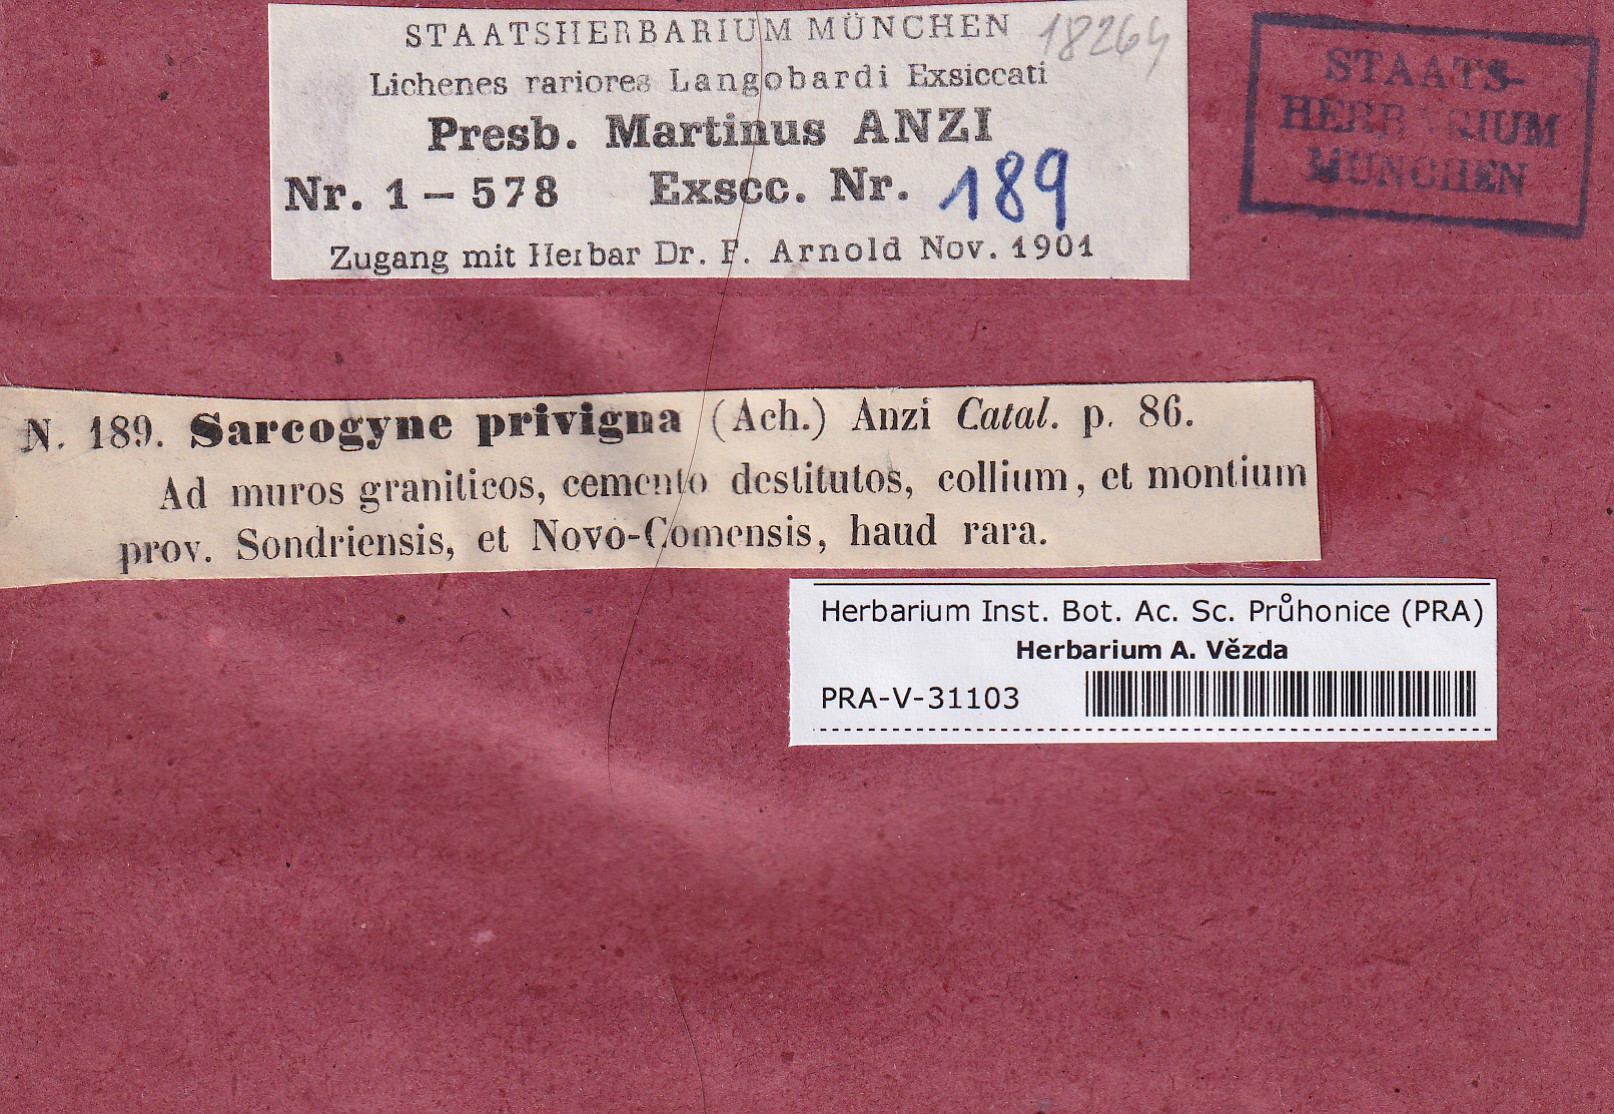 STAATSHERBARIUM MÜNCHEN 18264
Lichenes rariores Langobardi Exsiccati
Presb. Martinus ANZI
Nr. 1 – 578 Exscc. Nr. 189
Zugang mit Herbar Dr. F. Arnold Nov. 1901
STAATS-
HERBARIUM
MÜNCHEN
N. 189. Sarcogyne privigna (Ach.) Anzi Catal. p. 86.
Ad muros graniticos, cemento destitutos, collium, et montium
prov. Sondriensis, et Novo-Comensis, haud rara.
Herbarium Inst. Bot. Ac. Sc. Průhonice (PRA)
Herbarium A. Vězda
PRA-V-31103